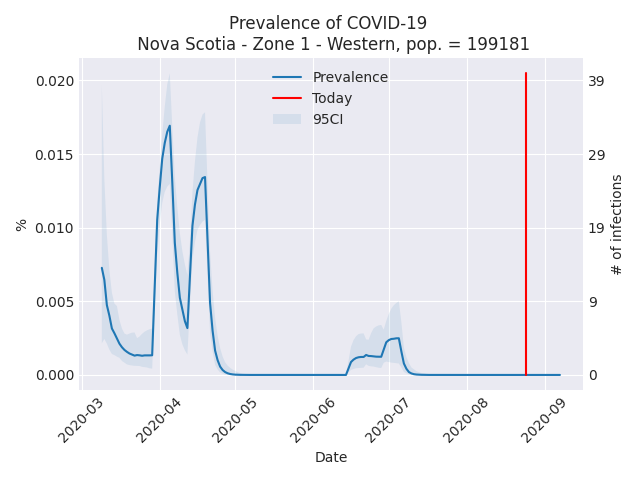 Prevalence of COVID-19
Nova Scotia - Zone 1 - Western, pop. = 199181
Prevalence
Today
95CI
0.020
0.015
0.010
0.005
0.000
%
39
29
19
9
0
# of infections
2020-03
2020-04
2020-05
2020-06
2020-07
2020-08
2020-09
Date